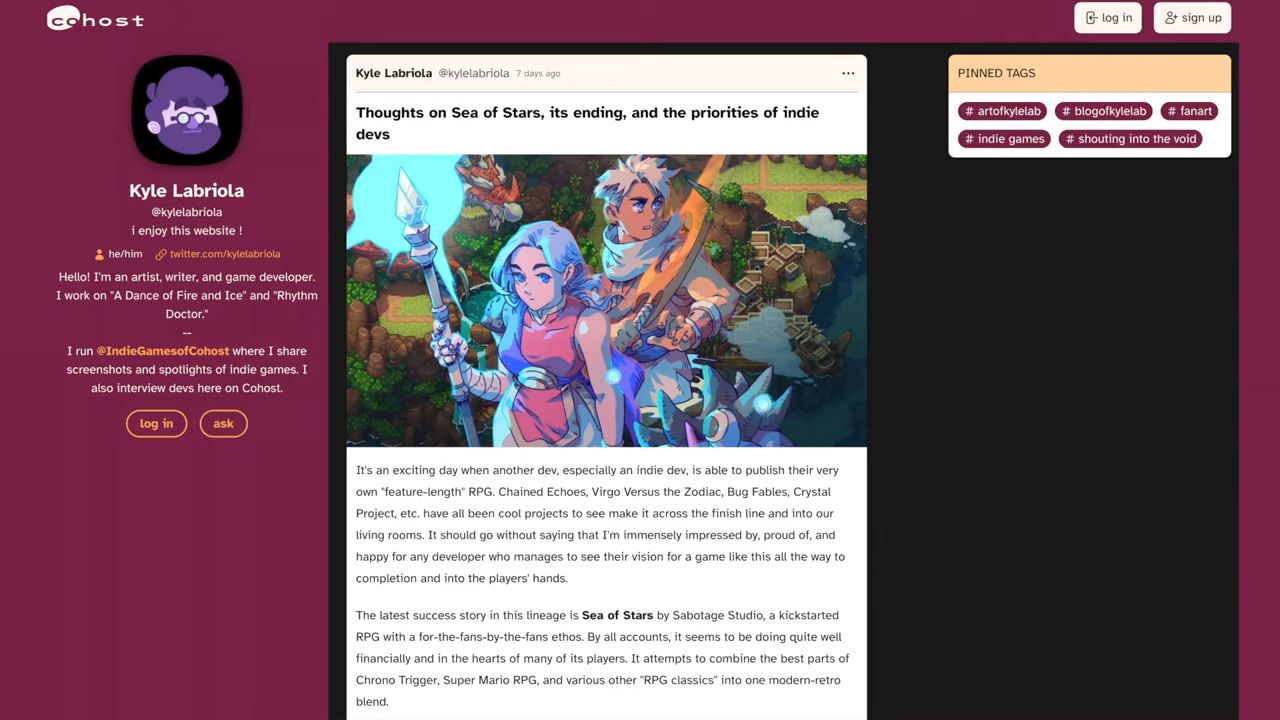 cohost
log in
sign up
Kyle Labriola
@kylelabriola
i enjoy this website !
he/him
twitter.com/kylelabriola
Hello! I'm an artist, writer, and game developer.
I work on "A Dance of Fire and Ice" and "Rhythm
Doctor."
--
I run @IndieGamesofCohost where I share
screenshots and spotlights of indie games. I
also interview devs here on Cohost.
log in
ask
Kyle Labriola @kylelabriola 7 days ago
Thoughts on Sea of Stars, its ending, and the priorities of indie
devs
It's an exciting day when another dev, especially an indie dev, is able to publish their very
own "feature-length" RPG. Chained Echoes, Virgo Versus the Zodiac, Bug Fables, Crystal
Project, etc. have all been cool projects to see make it across the finish line and into our
living rooms. It should go without saying that I'm immensely impressed by, proud of, and
happy for any developer who manages to see their vision for a game like this all the way to
completion and into the players' hands.
The latest success story in this lineage is Sea of Stars by Sabotage Studio, a kickstarted
RPG with a for-the-fans-by-the-fans ethos. By all accounts, it seems to be doing quite well
financially and in the hearts of many of its players. It attempts to combine the best parts of
Chrono Trigger, Super Mario RPG, and various other "RPG classics" into one modern-retro
blend.
PINNED TAGS
# artofkylelab
# blogofkylelab
# fanart
# indie games
# shouting into the void